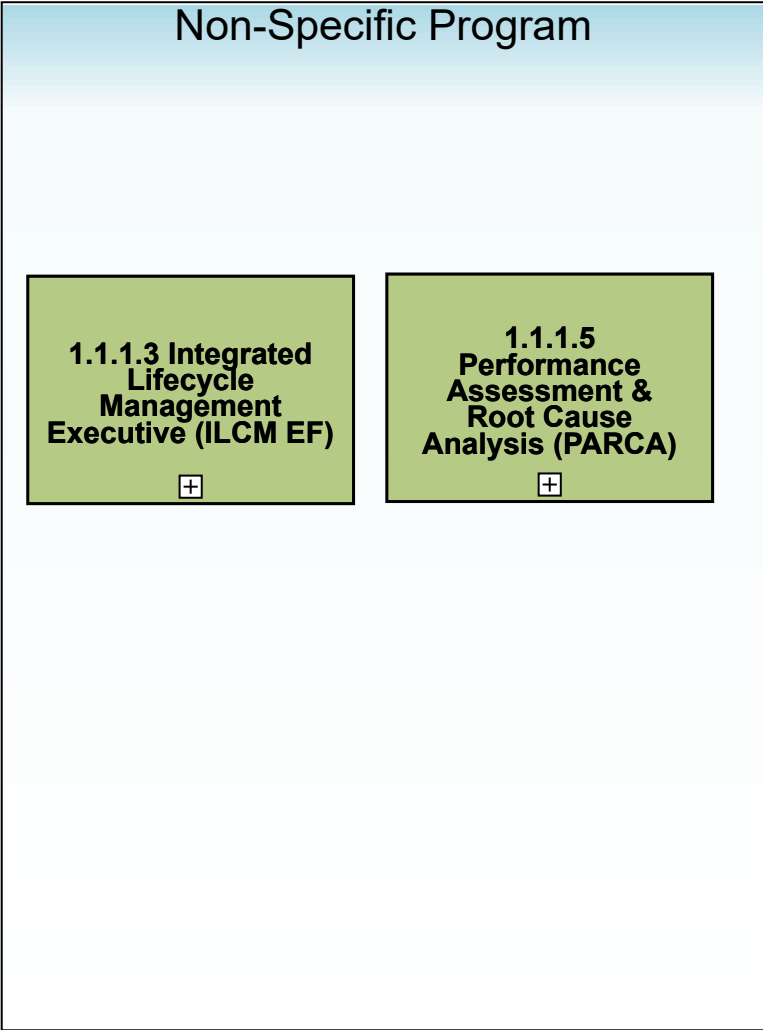 Non-Specific Program
1.1.1.3 Integrated
Lifecycle
Management
Executive (ILCM EF)
1.1.1.5
Performance
Assessment &
Root Cause
Analysis (PARCA)